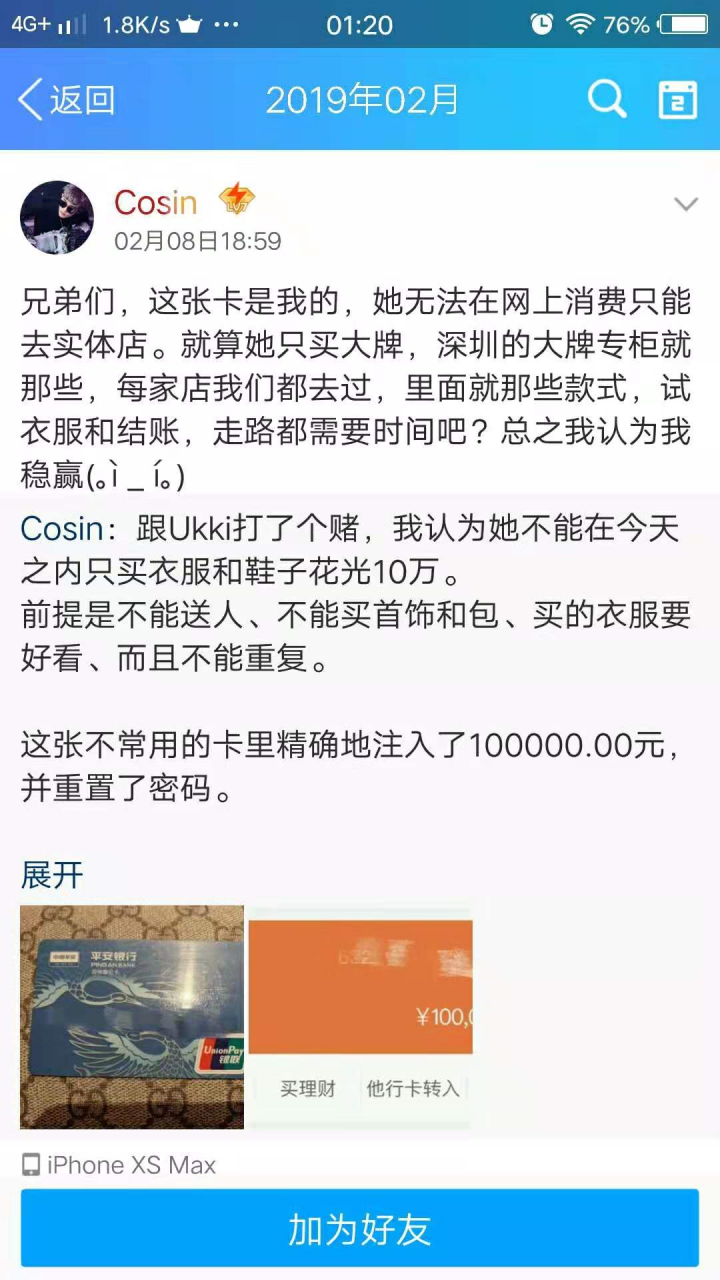 4G+ 1.8K/s ··· 01:20 76%
返回 2019年02月 2
Cosin LV7
02月08日18:59
兄弟们，这张卡是我的，她无法在网上消费只能
去实体店。就算她只买大牌，深圳的大牌专柜就
那些，每家店我们都去过，里面就那些款式，试
衣服和结账，走路都需要时间吧？总之我认为我
稳赢(｡ì _ í｡)
Cosin：跟Ukki打了个赌，我认为她不能在今天
之内只买衣服和鞋子花光10万。
前提是不能送人、不能买首饰和包、买的衣服要
好看、而且不能重复。
这张不常用的卡里精确地注入了100000.00元，
并重置了密码。
展开
平安银行
PINGAN BANK
UnionPay
银联
¥100,0
买理财 他行卡转入
iPhone XS Max
加为好友